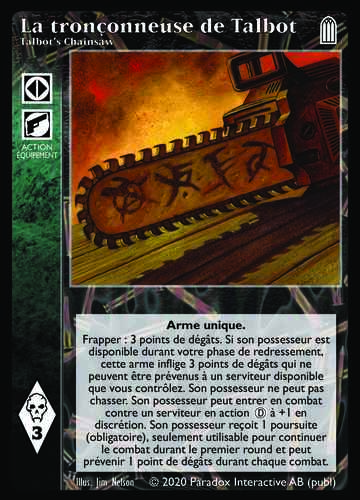 La tronçonneuse de Talbot
Talbot's Chainsaw
ACTION
ÉQUIPEMENT
Arme unique.
Frapper : 3 points de dégâts. Si son possesseur est
disponible durant votre phase de redressement,
cette arme inflige 3 points de dégâts qui ne
peuvent être prévenus à un serviteur disponible
que vous contrôlez. Son possesseur ne peut pas
chasser. Son possesseur peut entrer en combat
contre un serviteur en action Ⓓ à +1 en
discrétion. Son porteur reçoit 1 poursuite
(obligatoire), seulement utilisable pour continuer
le combat durant le premier round et peut
prévenir 1 point de dégâts durant chaque combat.
3
Illus: Jim Nelson © 2020 Paradox Interactive AB (publ)